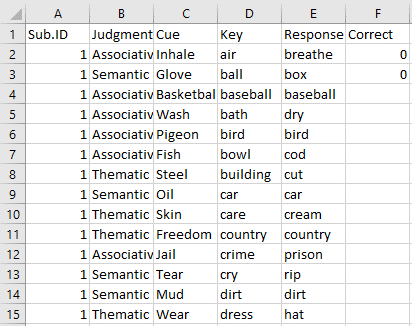 A B C D E F
1 Sub.ID Judgment Cue Key Response Correct
2 1 Associativ Inhale air breathe 0
3 1 Semantic Glove ball box 0
4 1 Associativ Basketbal baseball baseball
5 1 Associativ Wash bath dry
6 1 Associativ Pigeon bird bird
7 1 Associativ Fish bowl cod
8 1 Thematic Steel building cut
9 1 Semantic Oil car car
10 1 Thematic Skin care cream
11 1 Thematic Freedom country country
12 1 Associativ Jail crime prison
13 1 Semantic Tear cry rip
14 1 Semantic Mud dirt dirt
15 1 Thematic Wear dress hat